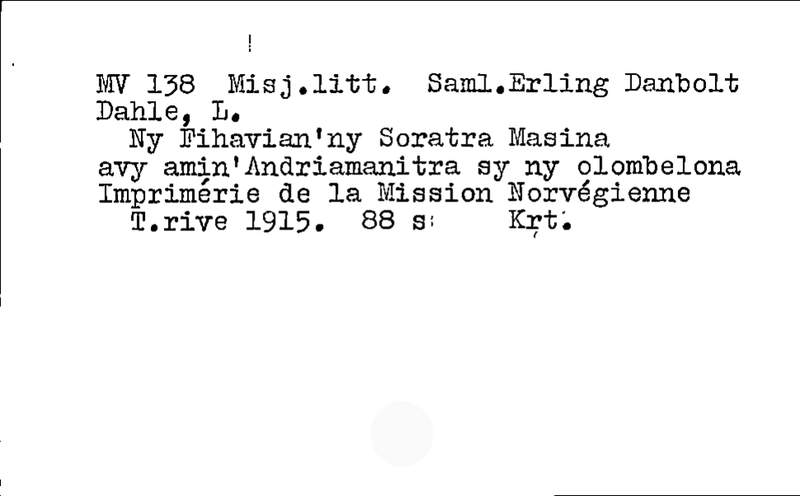 MV 138  Misj.litt.  Saml.Erling Danbolt
Dahle, L.
Ny Fihavian'ny Soratra Masina
avy amin'Andriamanitra sy ny olombelona
Imprimérie de la Mission Norvégienne
T.rive 1915.  88 s.  Krt.